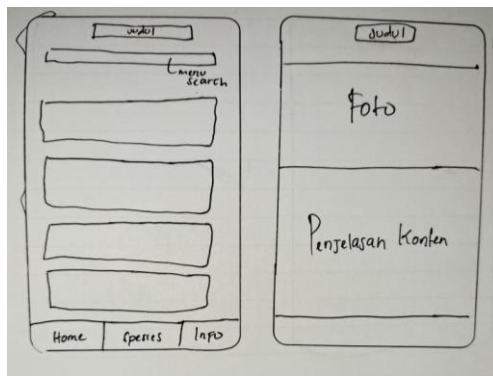 Judul
menu
search
Home Spesies Info
Judul
Foto
Penjelasan Konten